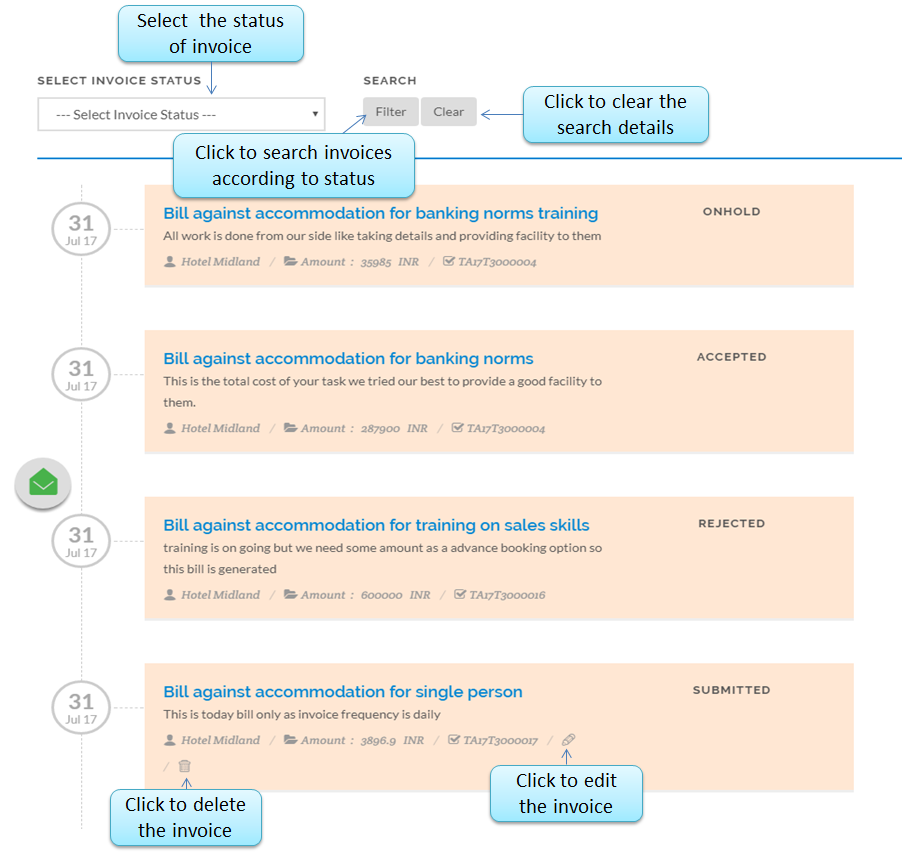 Select the status
of invoice
SELECT INVOICE STATUS
SEARCH
--- Select Invoice Status ---
Filter
Clear
Click to clear the
search details
Click to search invoices
according to status
31
Jul 17
Bill against accommodation for banking norms training
ONHOLD
All work is done from our side like taking details and providing facility to them
Hotel Midland / Amount : 35985 INR / TA17T3000004
31
Jul 17
Bill against accommodation for banking norms
ACCEPTED
This is the total cost of your task we tried our best to provide a good facility to
them.
Hotel Midland / Amount : 287900 INR / TA17T3000004
31
Jul 17
Bill against accommodation for training on sales skills
REJECTED
training is on going but we need some amount as a advance booking option so
this bill is generated
Hotel Midland / Amount : 600000 INR / TA17T3000016
31
Jul 17
Bill against accommodation for single person
SUBMITTED
This is today bill only as invoice frequency is daily
Hotel Midland / Amount : 3896.9 INR / TA17T3000017 /
/
Click to edit
the invoice
Click to delete
the invoice